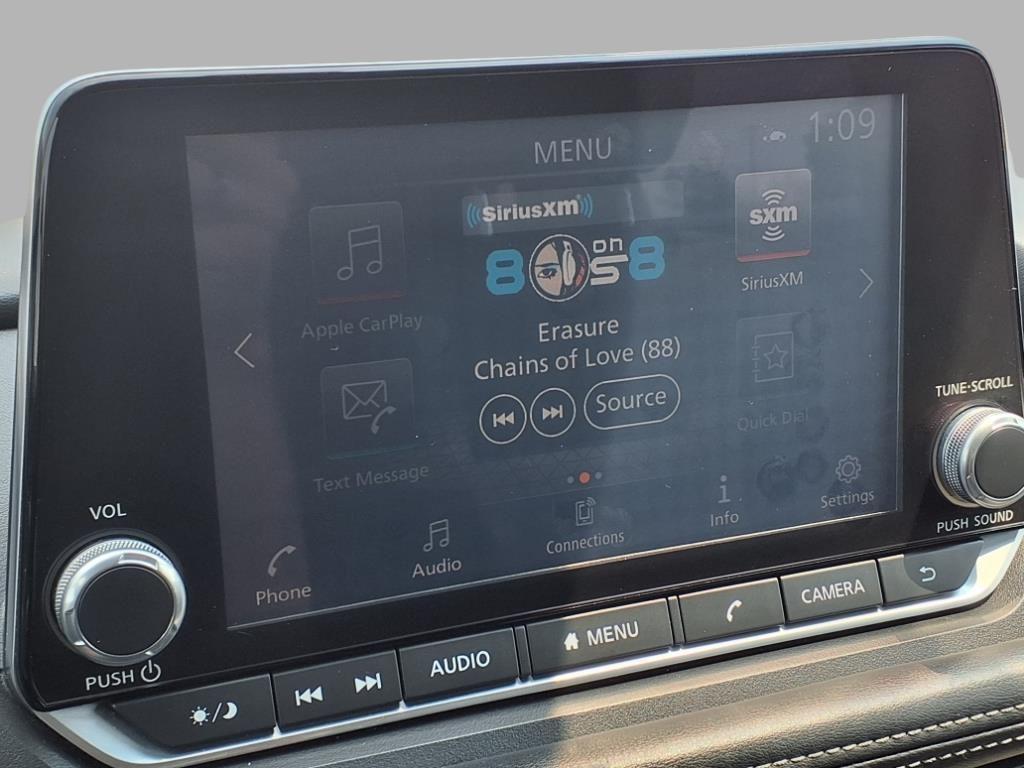 MENU
1:09
SiriusXM
80s on 8
Erasure
Chains of Love (88)
Source
Apple CarPlay
Text Message
sxm
SiriusXM
Quick Dial
Phone
Audio
Connections
i
Info
Settings
VOL
PUSH
TUNE·SCROLL
PUSH SOUND
AUDIO
MENU
CAMERA